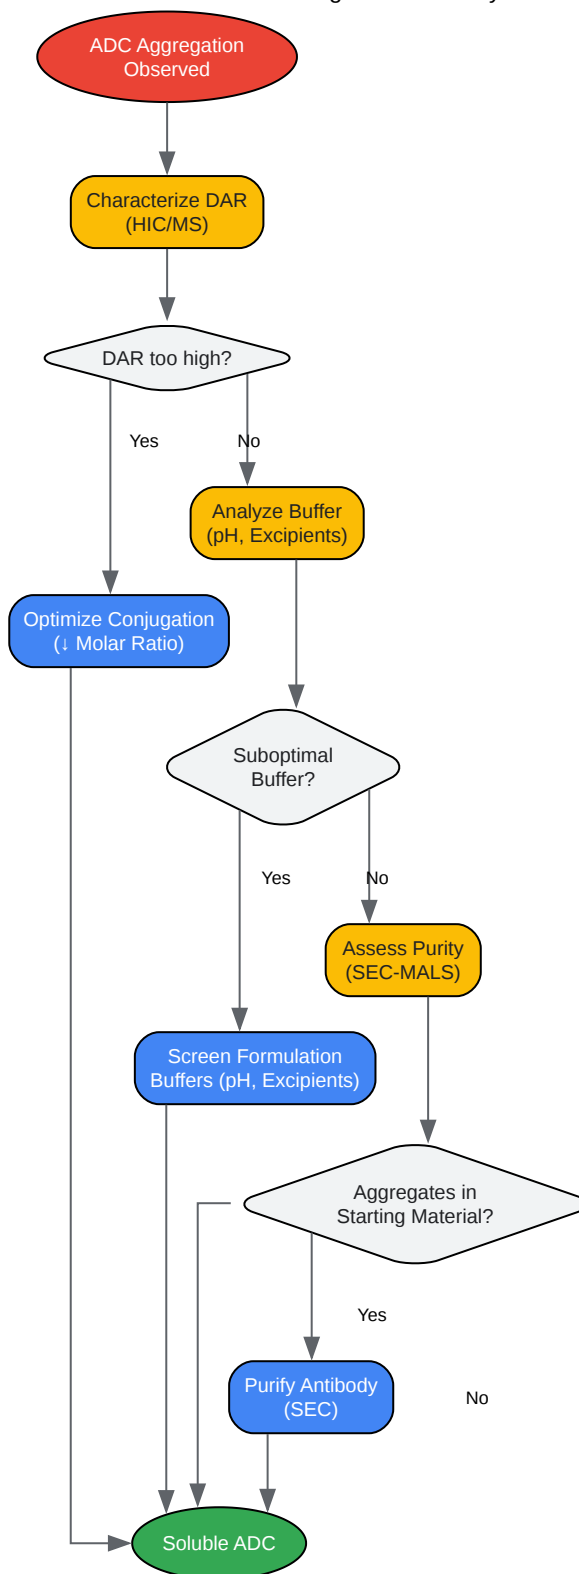 ADC Aggregation
Observed
Characterize DAR
(HIC/MS)
DAR too high?
Yes
No
Analyze Buffer
(pH, Excipients)
Optimize Conjugation
(↓ Molar Ratio)
Suboptimal
Buffer?
Yes
No
Assess Purity
(SEC-MALS)
Screen Formulation
Buffers (pH, Excipients)
Aggregates in
Starting Material?
Yes
Purify Antibody
(SEC)
No
Soluble ADC